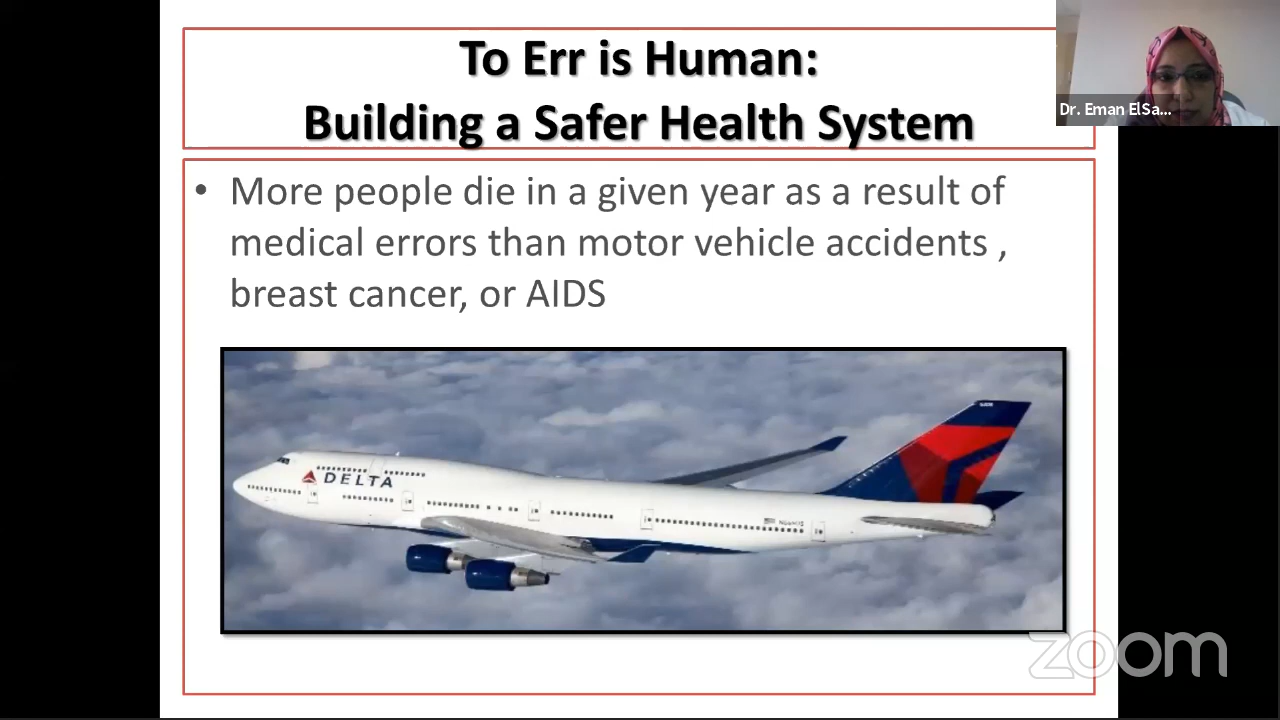 To Err is Human:
Building a Safer Health System
Dr. Eman ElSa...
• More people die in a given year as a result of
medical errors than motor vehicle accidents ,
breast cancer, or AIDS
DELTA
zoom